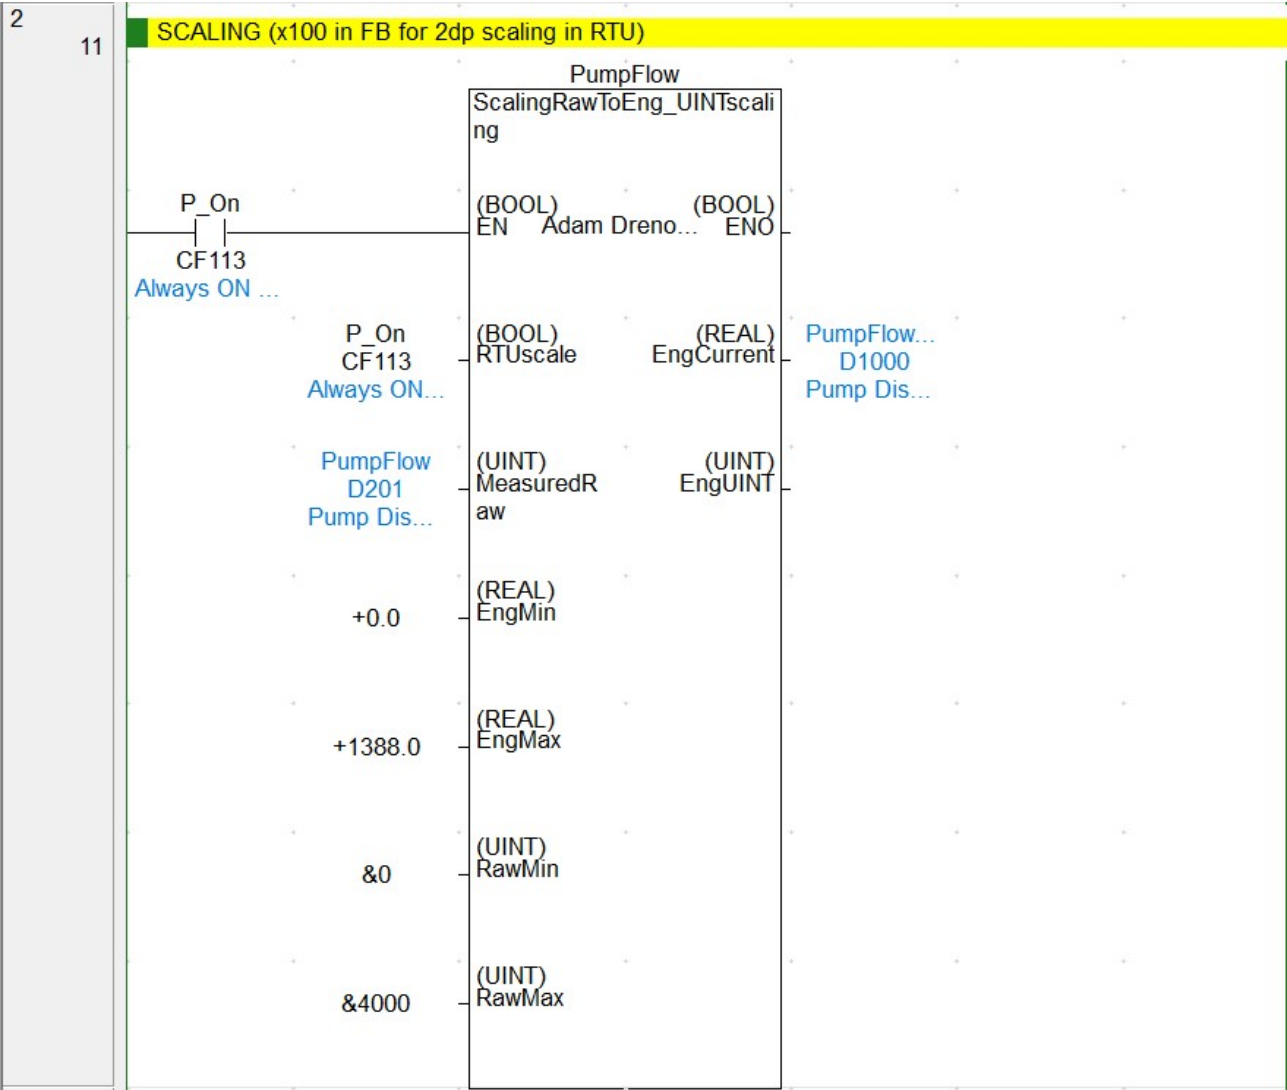 2
11
SCALING (x100 in FB for 2dp scaling in RTU)
PumpFlow
ScalingRawToEng_UINTscali
ng
P_On
CF113
Always ON ...
(BOOL)
EN
Adam Dreno...
(BOOL)
ENO
P_On
CF113
Always ON...
(BOOL)
RTUscale
(REAL)
EngCurrent
PumpFlow...
D1000
Pump Dis...
PumpFlow
D201
Pump Dis...
(UINT)
MeasuredR
aw
(UINT)
EngUINT
+0.0
(REAL)
EngMin
+1388.0
(REAL)
EngMax
&0
(UINT)
RawMin
&4000
(UINT)
RawMax